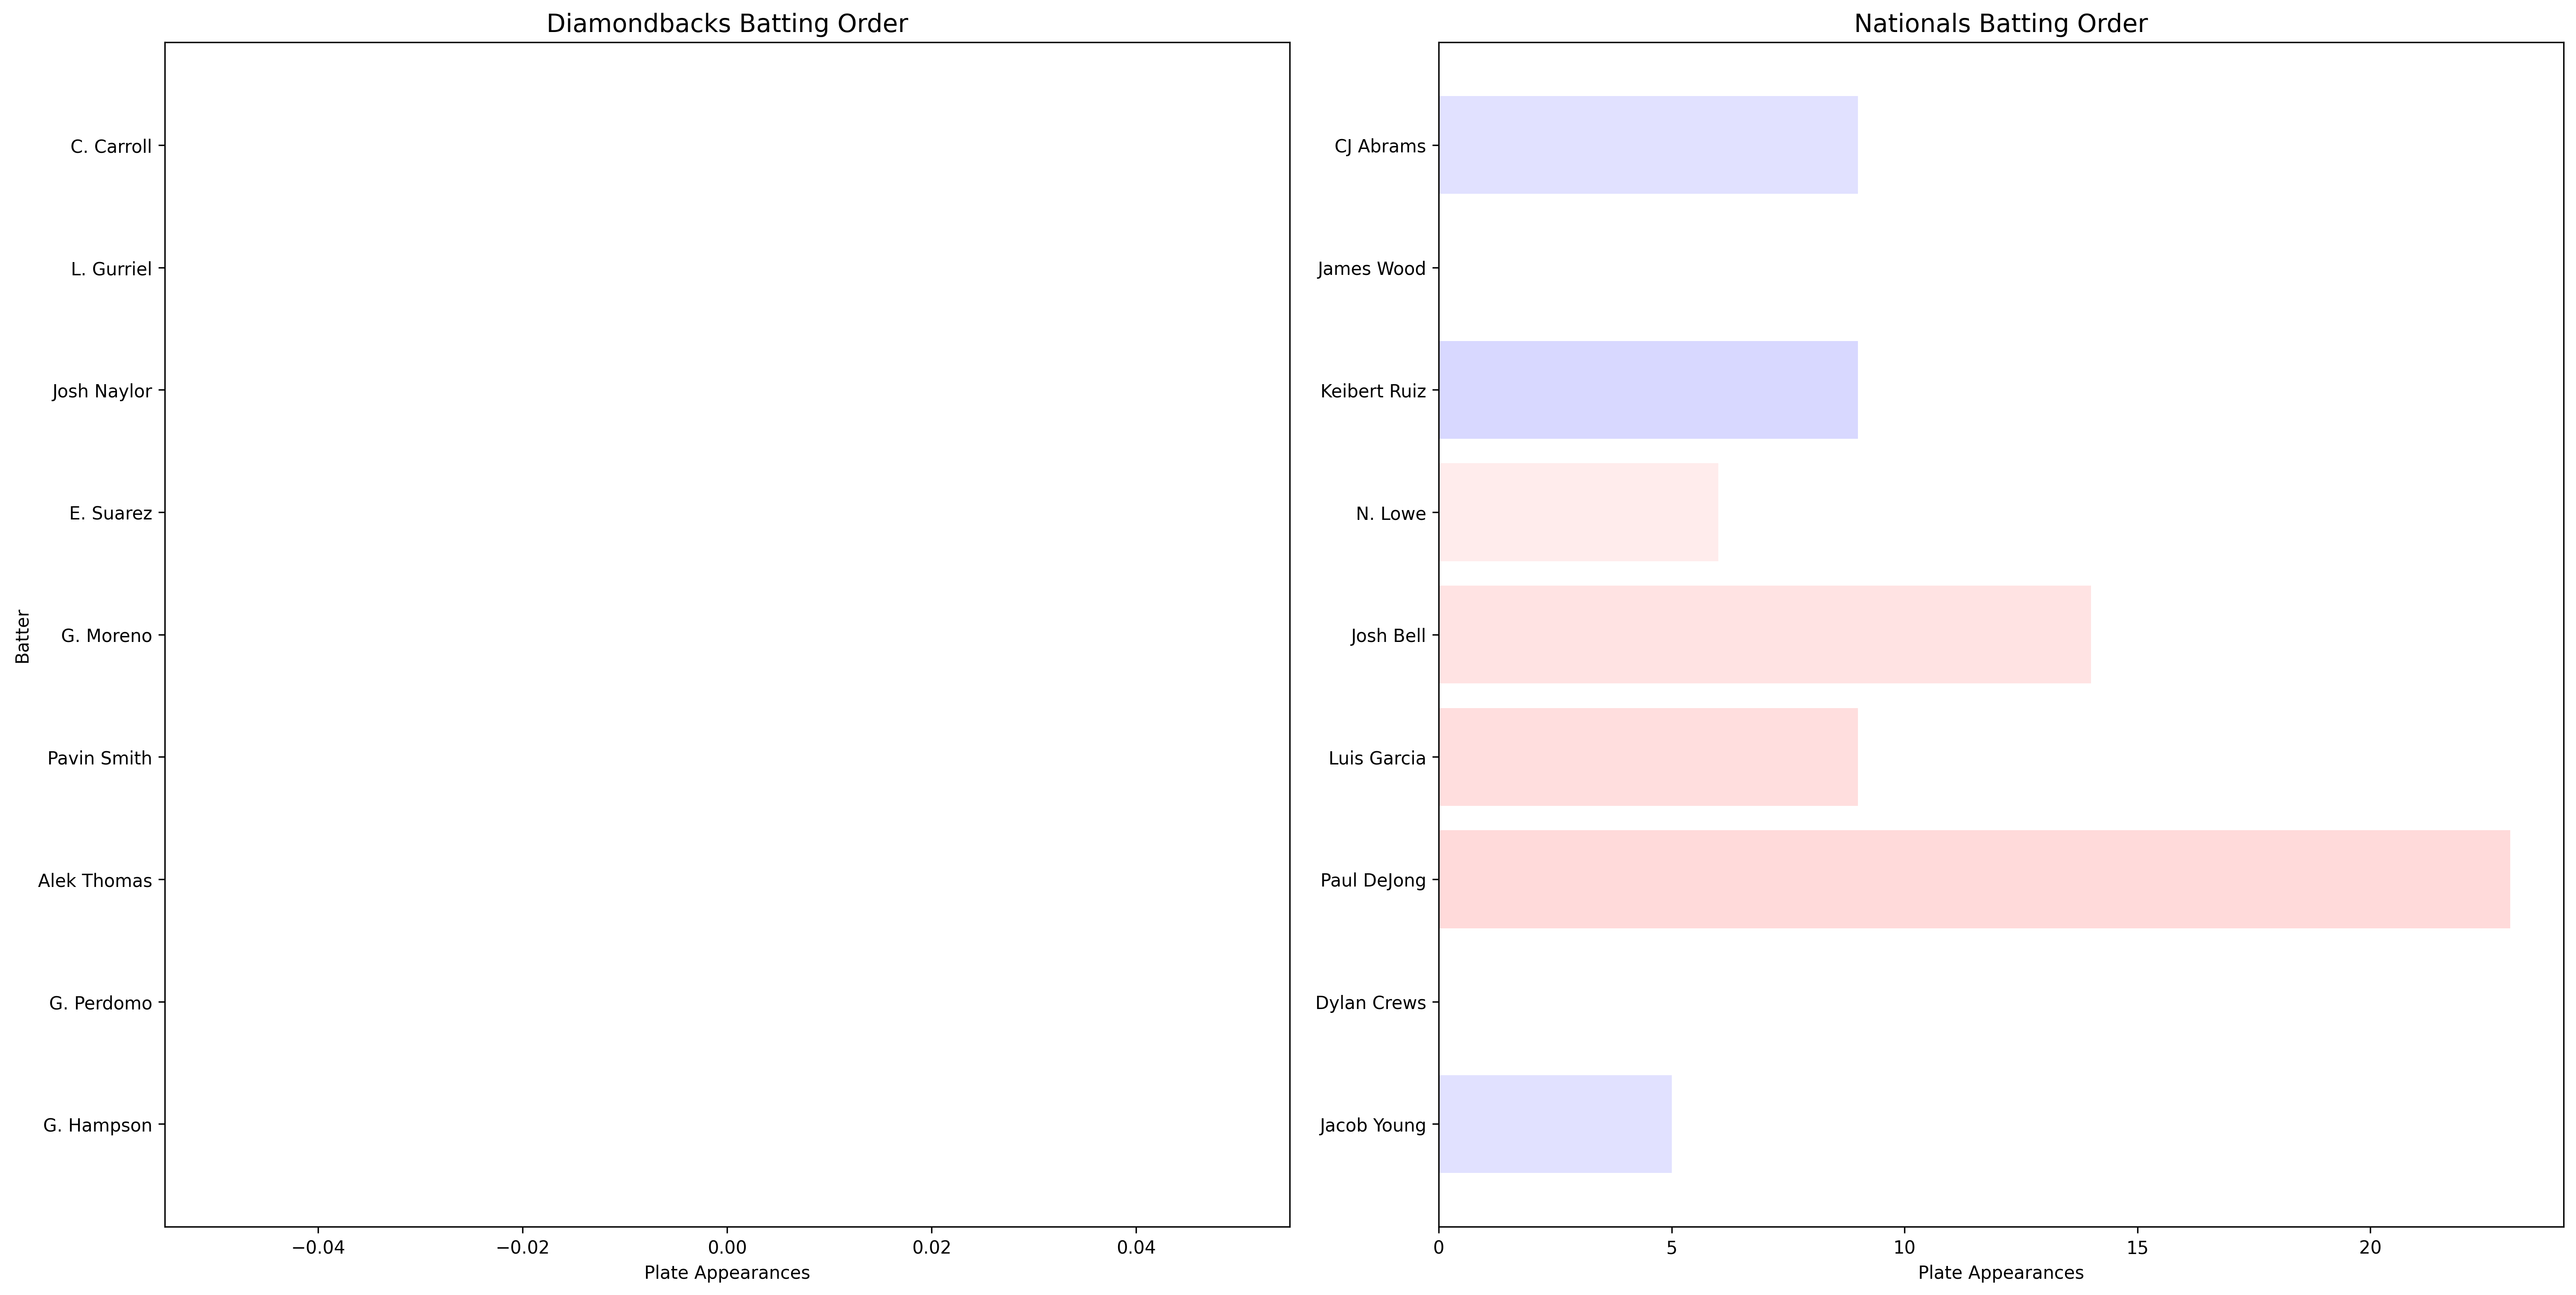 Diamondbacks Batting Order
Batter
C. Carroll
L. Gurriel
Josh Naylor
E. Suarez
G. Moreno
Pavin Smith
Alek Thomas
G. Perdomo
G. Hampson
−0.04 −0.02 0.00 0.02 0.04
Plate Appearances
Nationals Batting Order
CJ Abrams
James Wood
Keibert Ruiz
N. Lowe
Josh Bell
Luis Garcia
Paul DeJong
Dylan Crews
Jacob Young
0 5 10 15 20
Plate Appearances